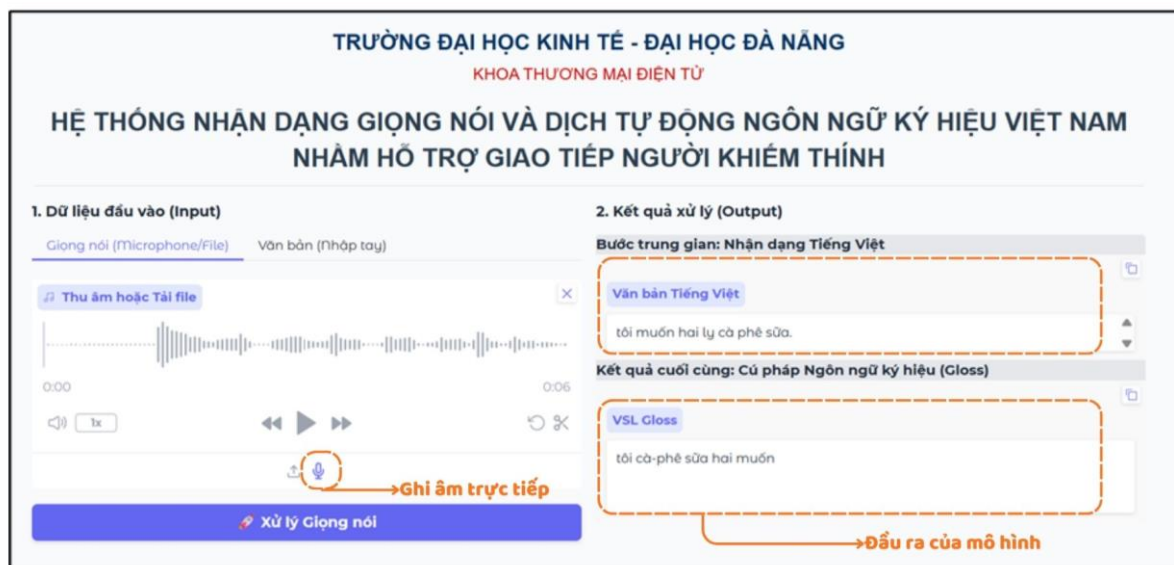 TRƯỜNG ĐẠI HỌC KINH TẾ - ĐẠI HỌC ĐÀ NẴNG
KHOA THƯƠNG MẠI ĐIỆN TỬ
HỆ THỐNG NHẬN DẠNG GIỌNG NÓI VÀ DỊCH TỰ ĐỘNG NGÔN NGỮ KÝ HIỆU VIỆT NAM
NHẰM HỖ TRỢ GIAO TIẾP NGƯỜI KHIẾM THÍNH
1. Dữ liệu đầu vào (Input)
Giọng nói (Microphone/File)
Văn bản (Nhập tay)
Thu âm hoặc Tải file
0:00
0:06
1x
Ghi âm trực tiếp
Xử lý Giọng nói
2. Kết quả xử lý (Output)
Bước trung gian: Nhận dạng Tiếng Việt
Văn bản Tiếng Việt
tôi muốn hai ly cà phê sữa.
Kết quả cuối cùng: Cú pháp Ngôn ngữ ký hiệu (Gloss)
VSL Gloss
tôi cà-phê sữa hai muốn
Đầu ra của mô hình